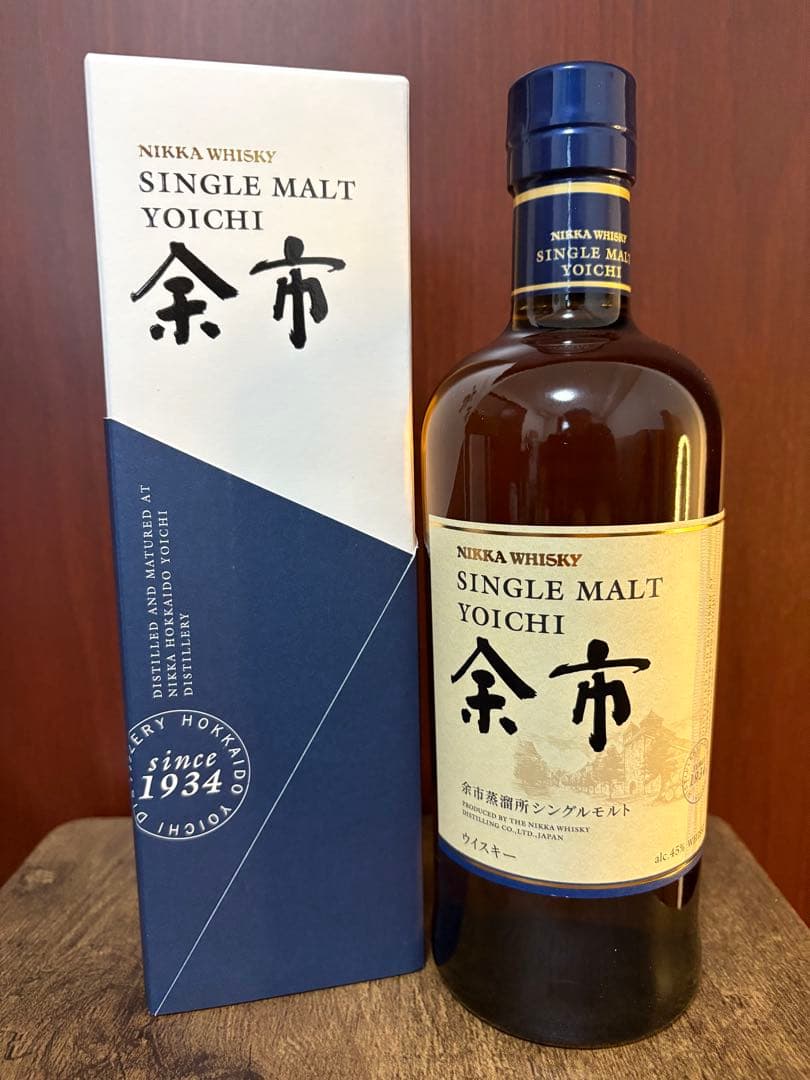 NIKKA WHISKY
SINGLE MALT
YOICHI
余市
DISTILLED AND MATURED AT
NIKKA HOKKAIDO YOICHI
DISTILLERY
DISTILLERY HOKKAIDO YOICHI
since
1934
NIKKA WHISKY
SINGLE MALT
YOICHI
NIKKA WHISKY
SINGLE MALT
YOICHI
余市
余市蒸溜所シングルモルト
PRODUCED BY THE NIKKA WHISKY
DISTILLING CO.,LTD.,JAPAN
ウイスキー
alc.45%
1934